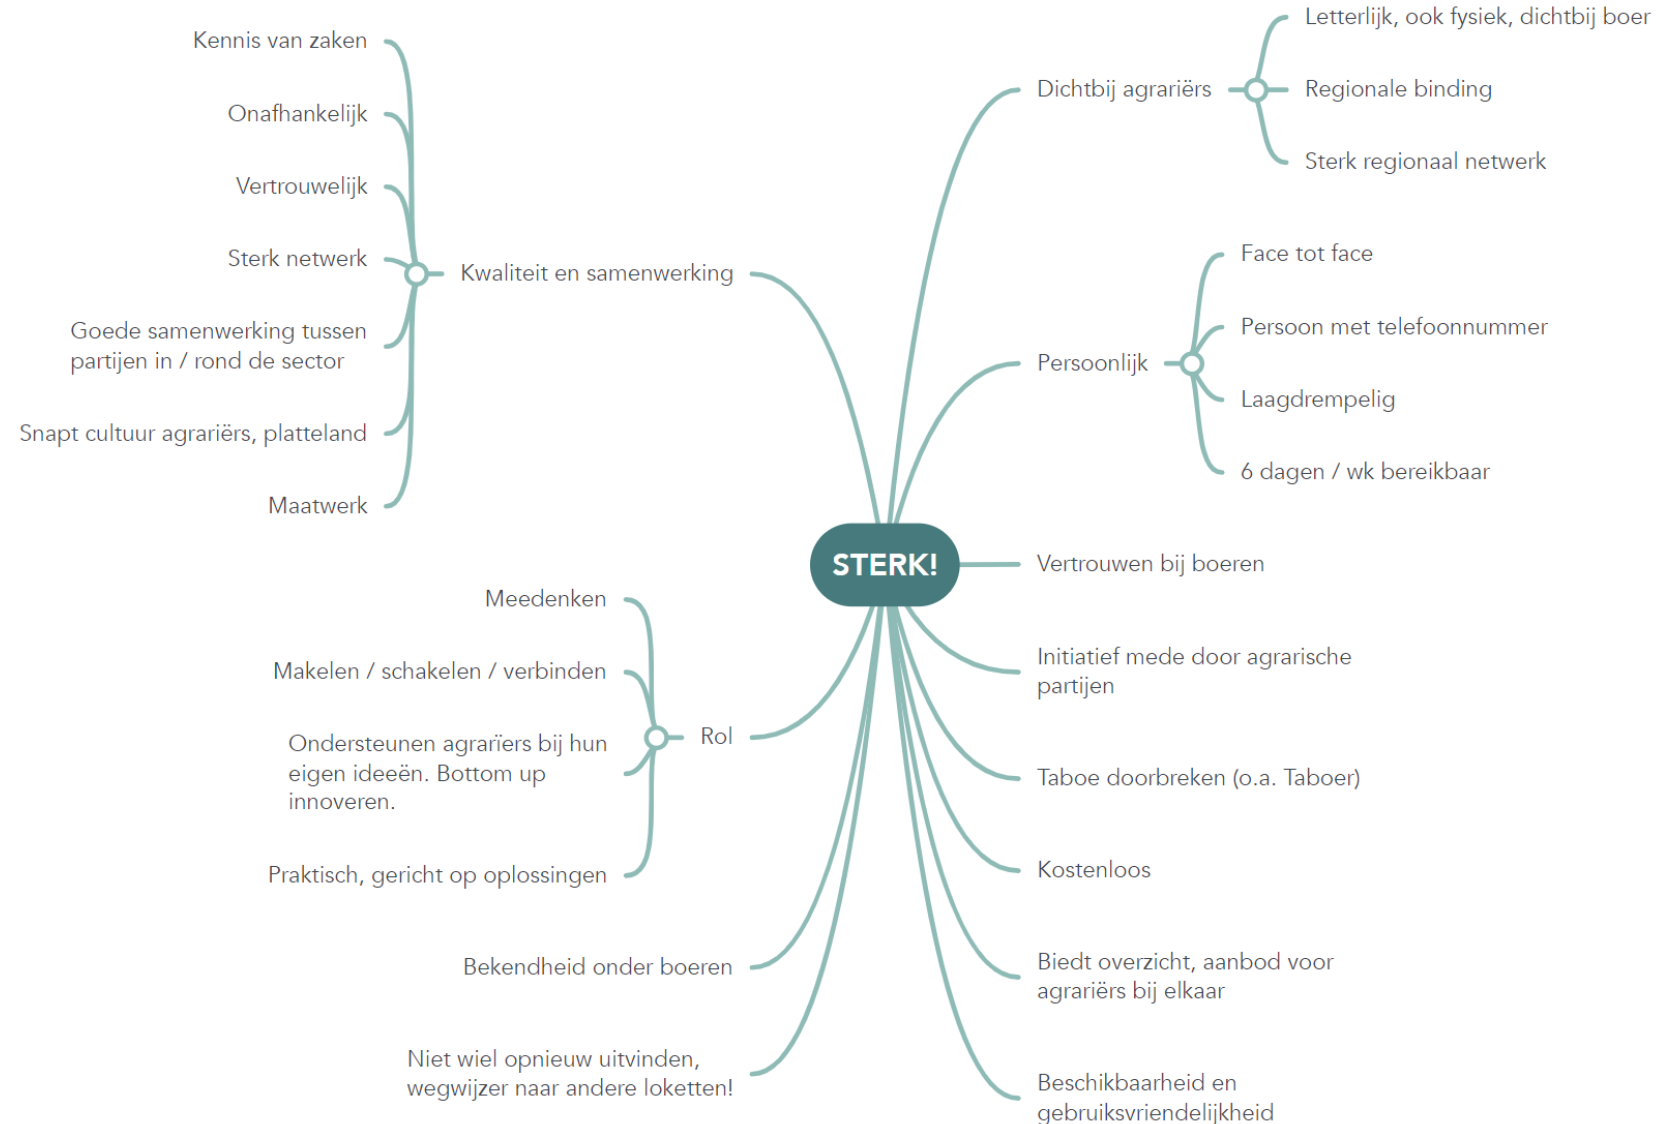 Kennis van zaken
Onafhankelijk
Vertrouwelijk
Sterk netwerk
Goede samenwerking tussen
partijen in / rond de sector
Snapt cultuur agrariërs, platteland
Maatwerk
Kwaliteit en samenwerking
Meedenken
Makelen / schakelen / verbinden
Ondersteunen agrarïers bij hun
eigen ideeën. Bottom up
innoveren.
Praktisch, gericht op oplossingen
Rol
Bekendheid onder boeren
Niet wiel opnieuw uitvinden,
wegwijzer naar andere loketten!
STERK!
Dichtbij agrariërs
Letterlijk, ook fysiek, dichtbij boer
Regionale binding
Sterk regionaal netwerk
Persoonlijk
Face tot face
Persoon met telefoonnummer
Laagdrempelig
6 dagen / wk bereikbaar
Vertrouwen bij boeren
Initiatief mede door agrarische
partijen
Taboe doorbreken (o.a. Taboer)
Kostenloos
Biedt overzicht, aanbod voor
agrariërs bij elkaar
Beschikbaarheid en
gebruiksvriendelijkheid